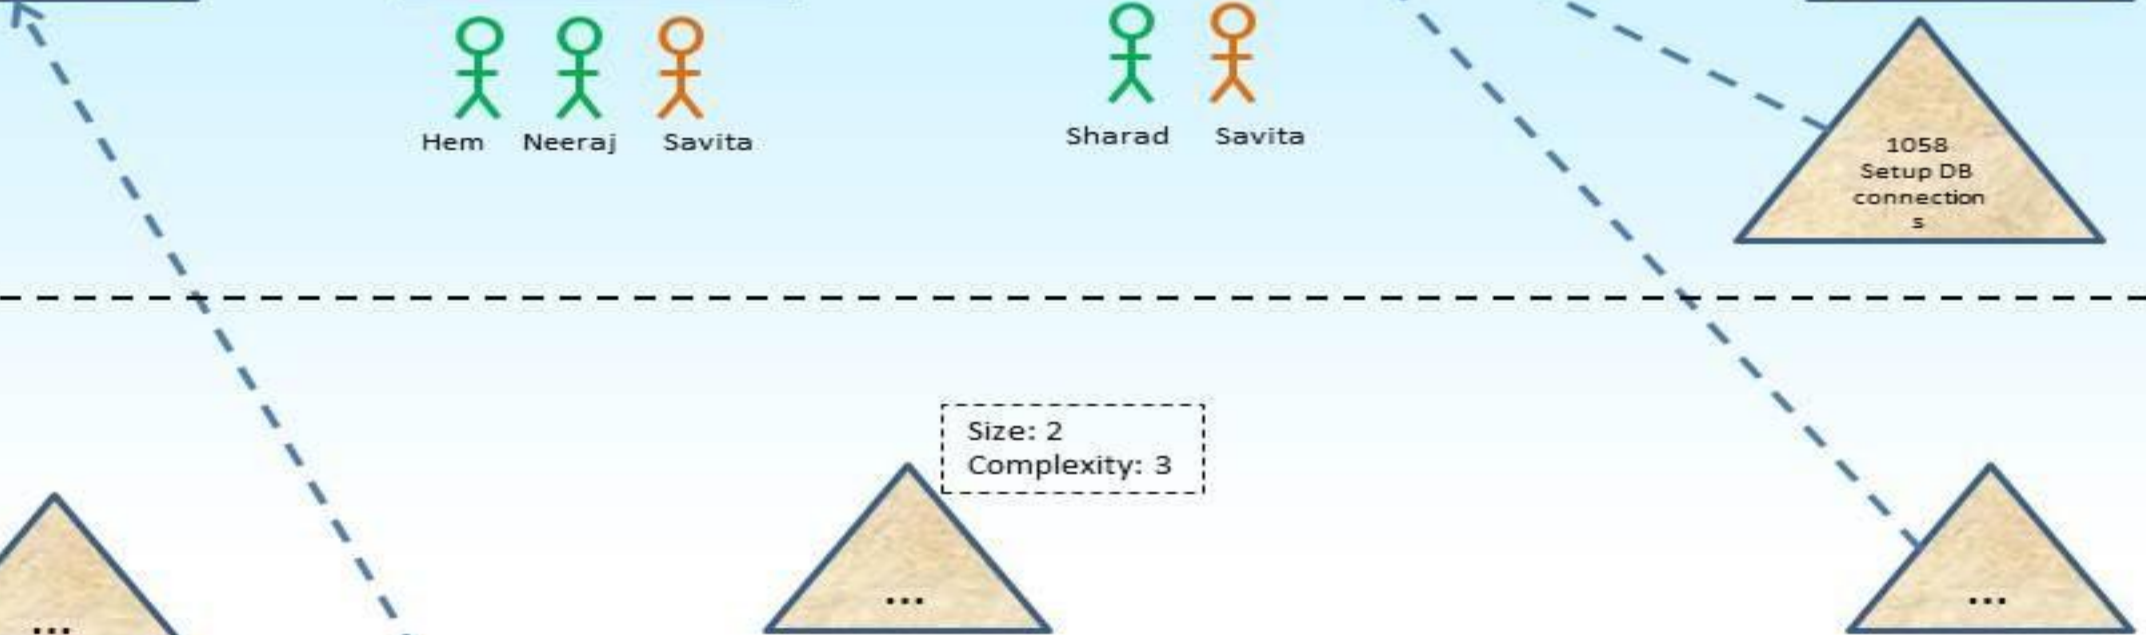 Hem Neeraj Savita
Sharad Savita
1058
Setup DB
connection
s
Size: 2
Complexity: 3
...
...
...